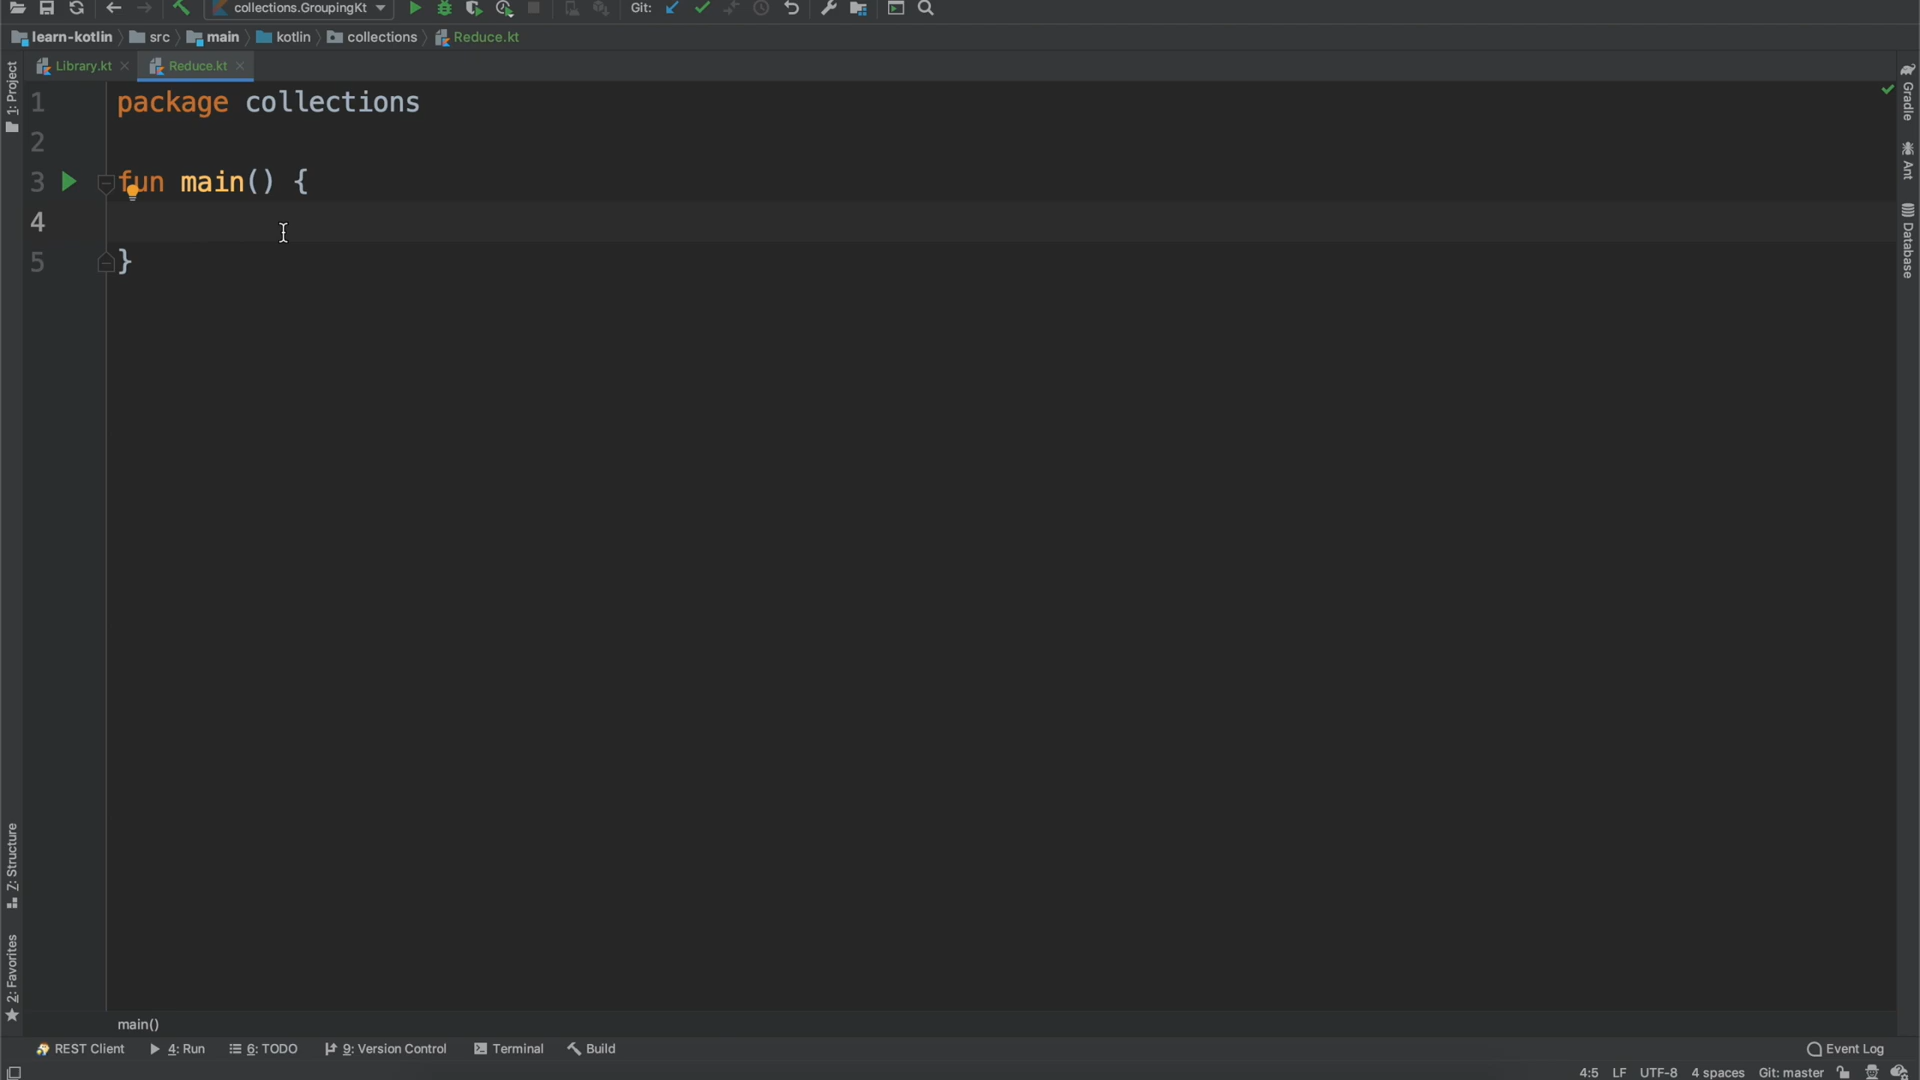 collections.GroupingKt
Git:
learn-kotlin
src
main
kotlin
collections
Reduce.kt
Library.kt
Reduce.kt
1: Project
1 package collections
2
3 fun main() {
4
5 }
Gradle
Ant
Database
Z: Structure
2: Favorites
main()
REST Client
4: Run
6: TODO
9: Version Control
Terminal
Build
Event Log
4:5
LF
UTF-8
4 spaces
Git: master